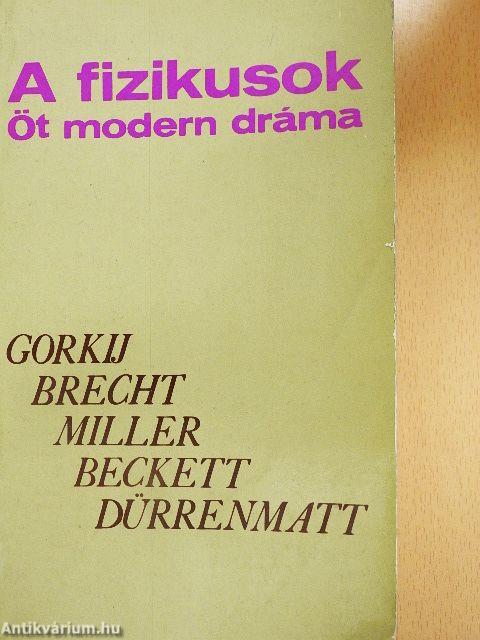 A fizikusok
Öt modern dráma
GORKIJ
BRECHT
MILLER
BECKETT
DÜRRENMATT
Antikvárium.hu